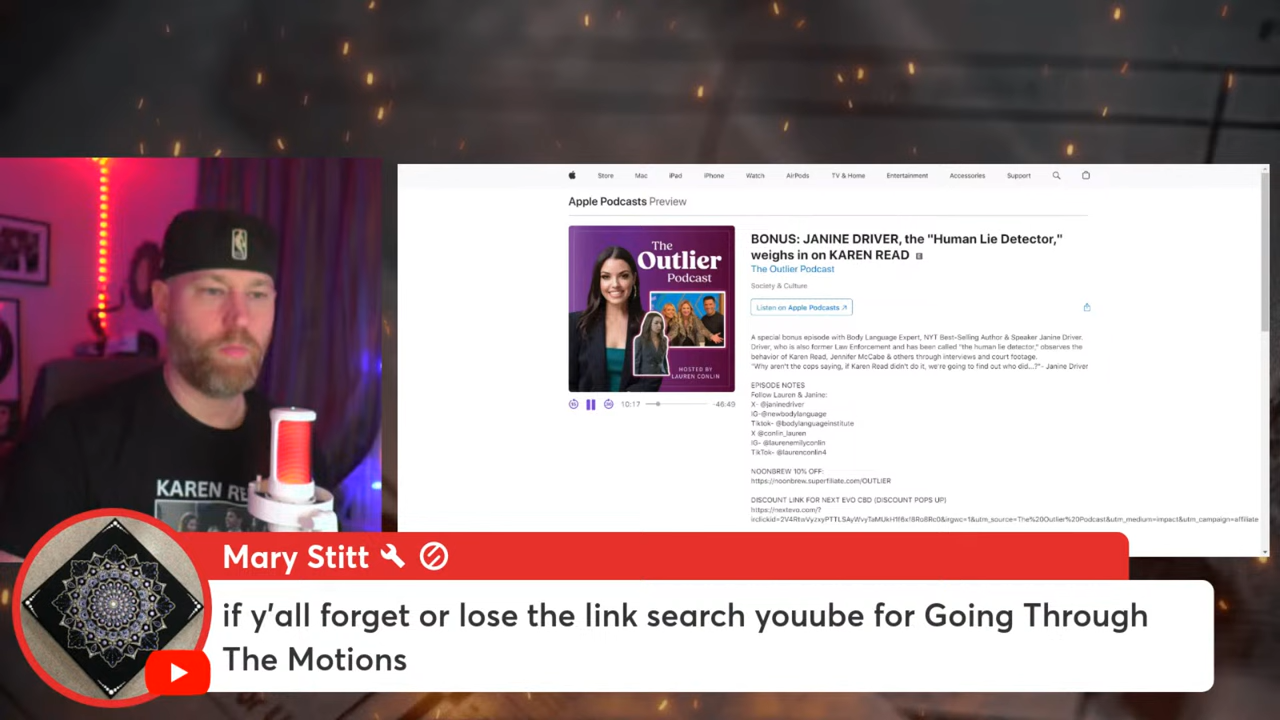 Store Mac iPad iPhone Watch AirPods TV & Home Entertainment Accessories Support
Apple Podcasts Preview
The
Outlier
Podcast
HOSTED BY
LAUREN CONLIN
10:17
-46:49
BONUS: JANINE DRIVER, the "Human Lie Detector,"
weighs in on KAREN READ
The Outlier Podcast
Society & Culture
Listen on Apple Podcasts ↗
A special bonus episode with Body Language Expert, NYT Best-Selling Author & Speaker Janine Driver.
Driver, who is also former Law Enforcement and has been called "the human lie detector," observes the
behavior of Karen Read, Jennifer McCabe & others through interviews and court footage.
"Why aren't the cops saying, if Karen Read didn't do it, we're going to find out who did...?"- Janine Driver
EPISODE NOTES
Follow Lauren & Janine:
X- @janinedriver
IG-@newbodylanguage
Tiktok- @bodylanguageinstitute
X @conlin_lauren
IG- @laurenemilyconlin
TikTok- @laurenconlin4
NOONBREW 10% OFF:
https://noonbrew.superfiliate.com/OUTLIER
DISCOUNT LINK FOR NEXT EVO CBD (DISCOUNT POPS UP)
https://nextevo.com/?
KAREN RE
Mary Stitt
if y'all forget or lose the link search youube for Going Through
The Motions